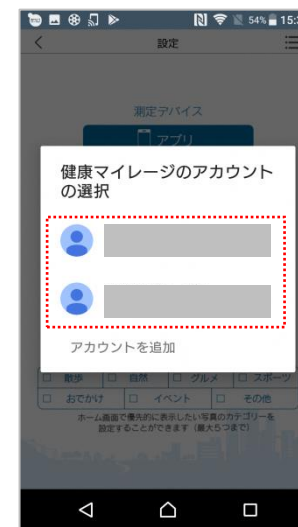 54% 15:
設定
測定デバイス
アプリ
健康マイレージのアカウント
の選択
アカウントを追加
散歩 自然 グルメ スポーツ
おでかけ イベント その他
ホーム画面で優先的に表示したい写真のカテゴリーを
設定することができます（最大5つまで）